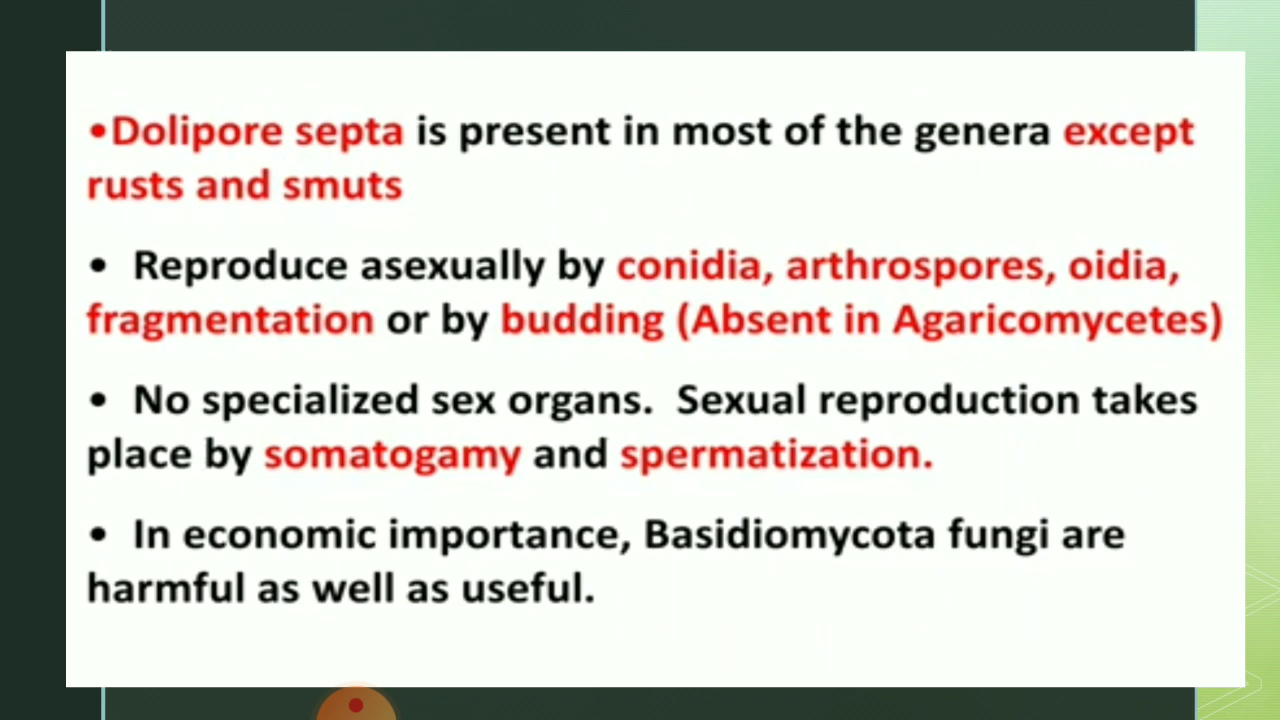 •Dolipore septa is present in most of the genera except
rusts and smuts
• Reproduce asexually by conidia, arthrospores, oidia,
fragmentation or by budding (Absent in Agaricomycetes)
• No specialized sex organs. Sexual reproduction takes
place by somatogamy and spermatization.
• In economic importance, Basidiomycota fungi are
harmful as well as useful.